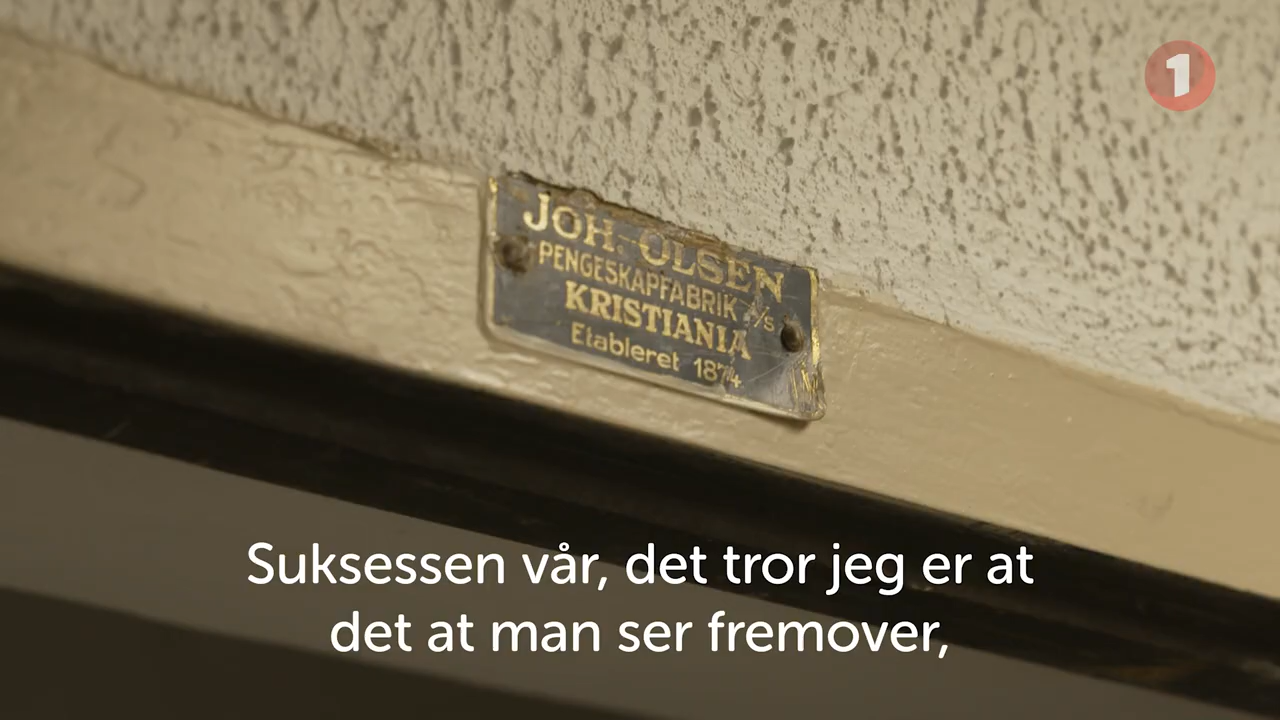 1
JOH. OLSEN
PENGESKAPFABRIK A/S
KRISTIANIA
Etableret 1874
Suksessen vår, det tror jeg er at
det at man ser fremover,